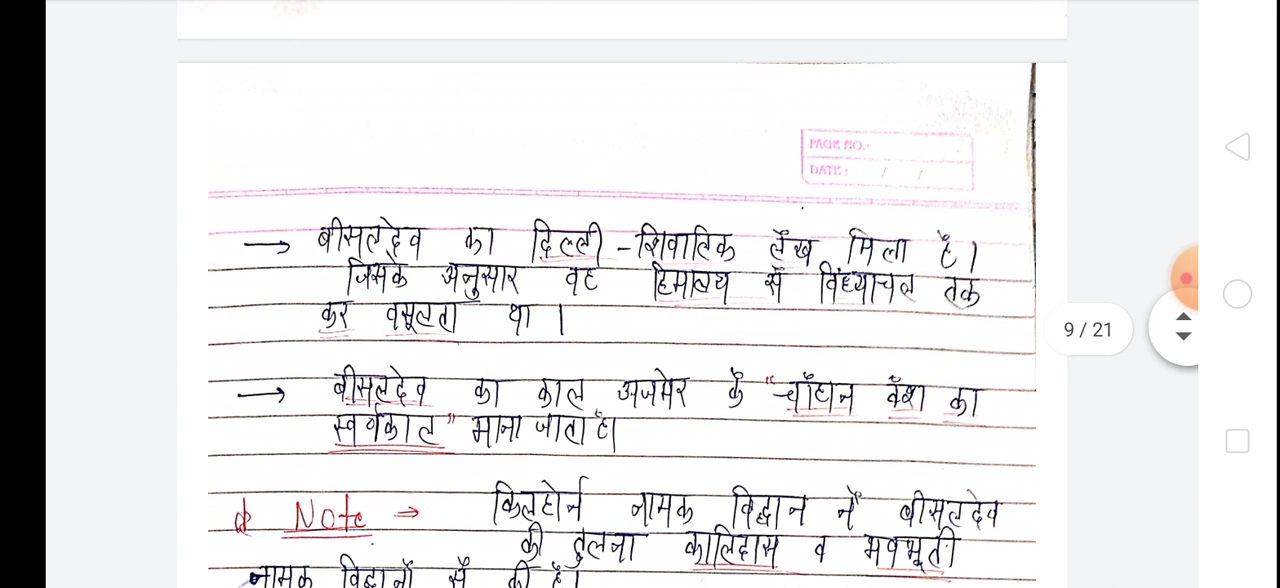 PAGE NO.:
DATE: / /
→ बीसलदेव का दिल्ली - शिवालिक लेख मिला है।
जिसके अनुसार वह हिमालय से विंध्याचल तक
कर वसूलता था।
→ बीसलदेव का काल अजमेर के "चौहान वंश का
स्वर्णकाल" माना जाता है।
Note → किलहोर्न नामक विद्वान नें बीसलदेव
की तुलना कालिदास व भवभूती
नामक विद्वानों से की है।
9 / 21